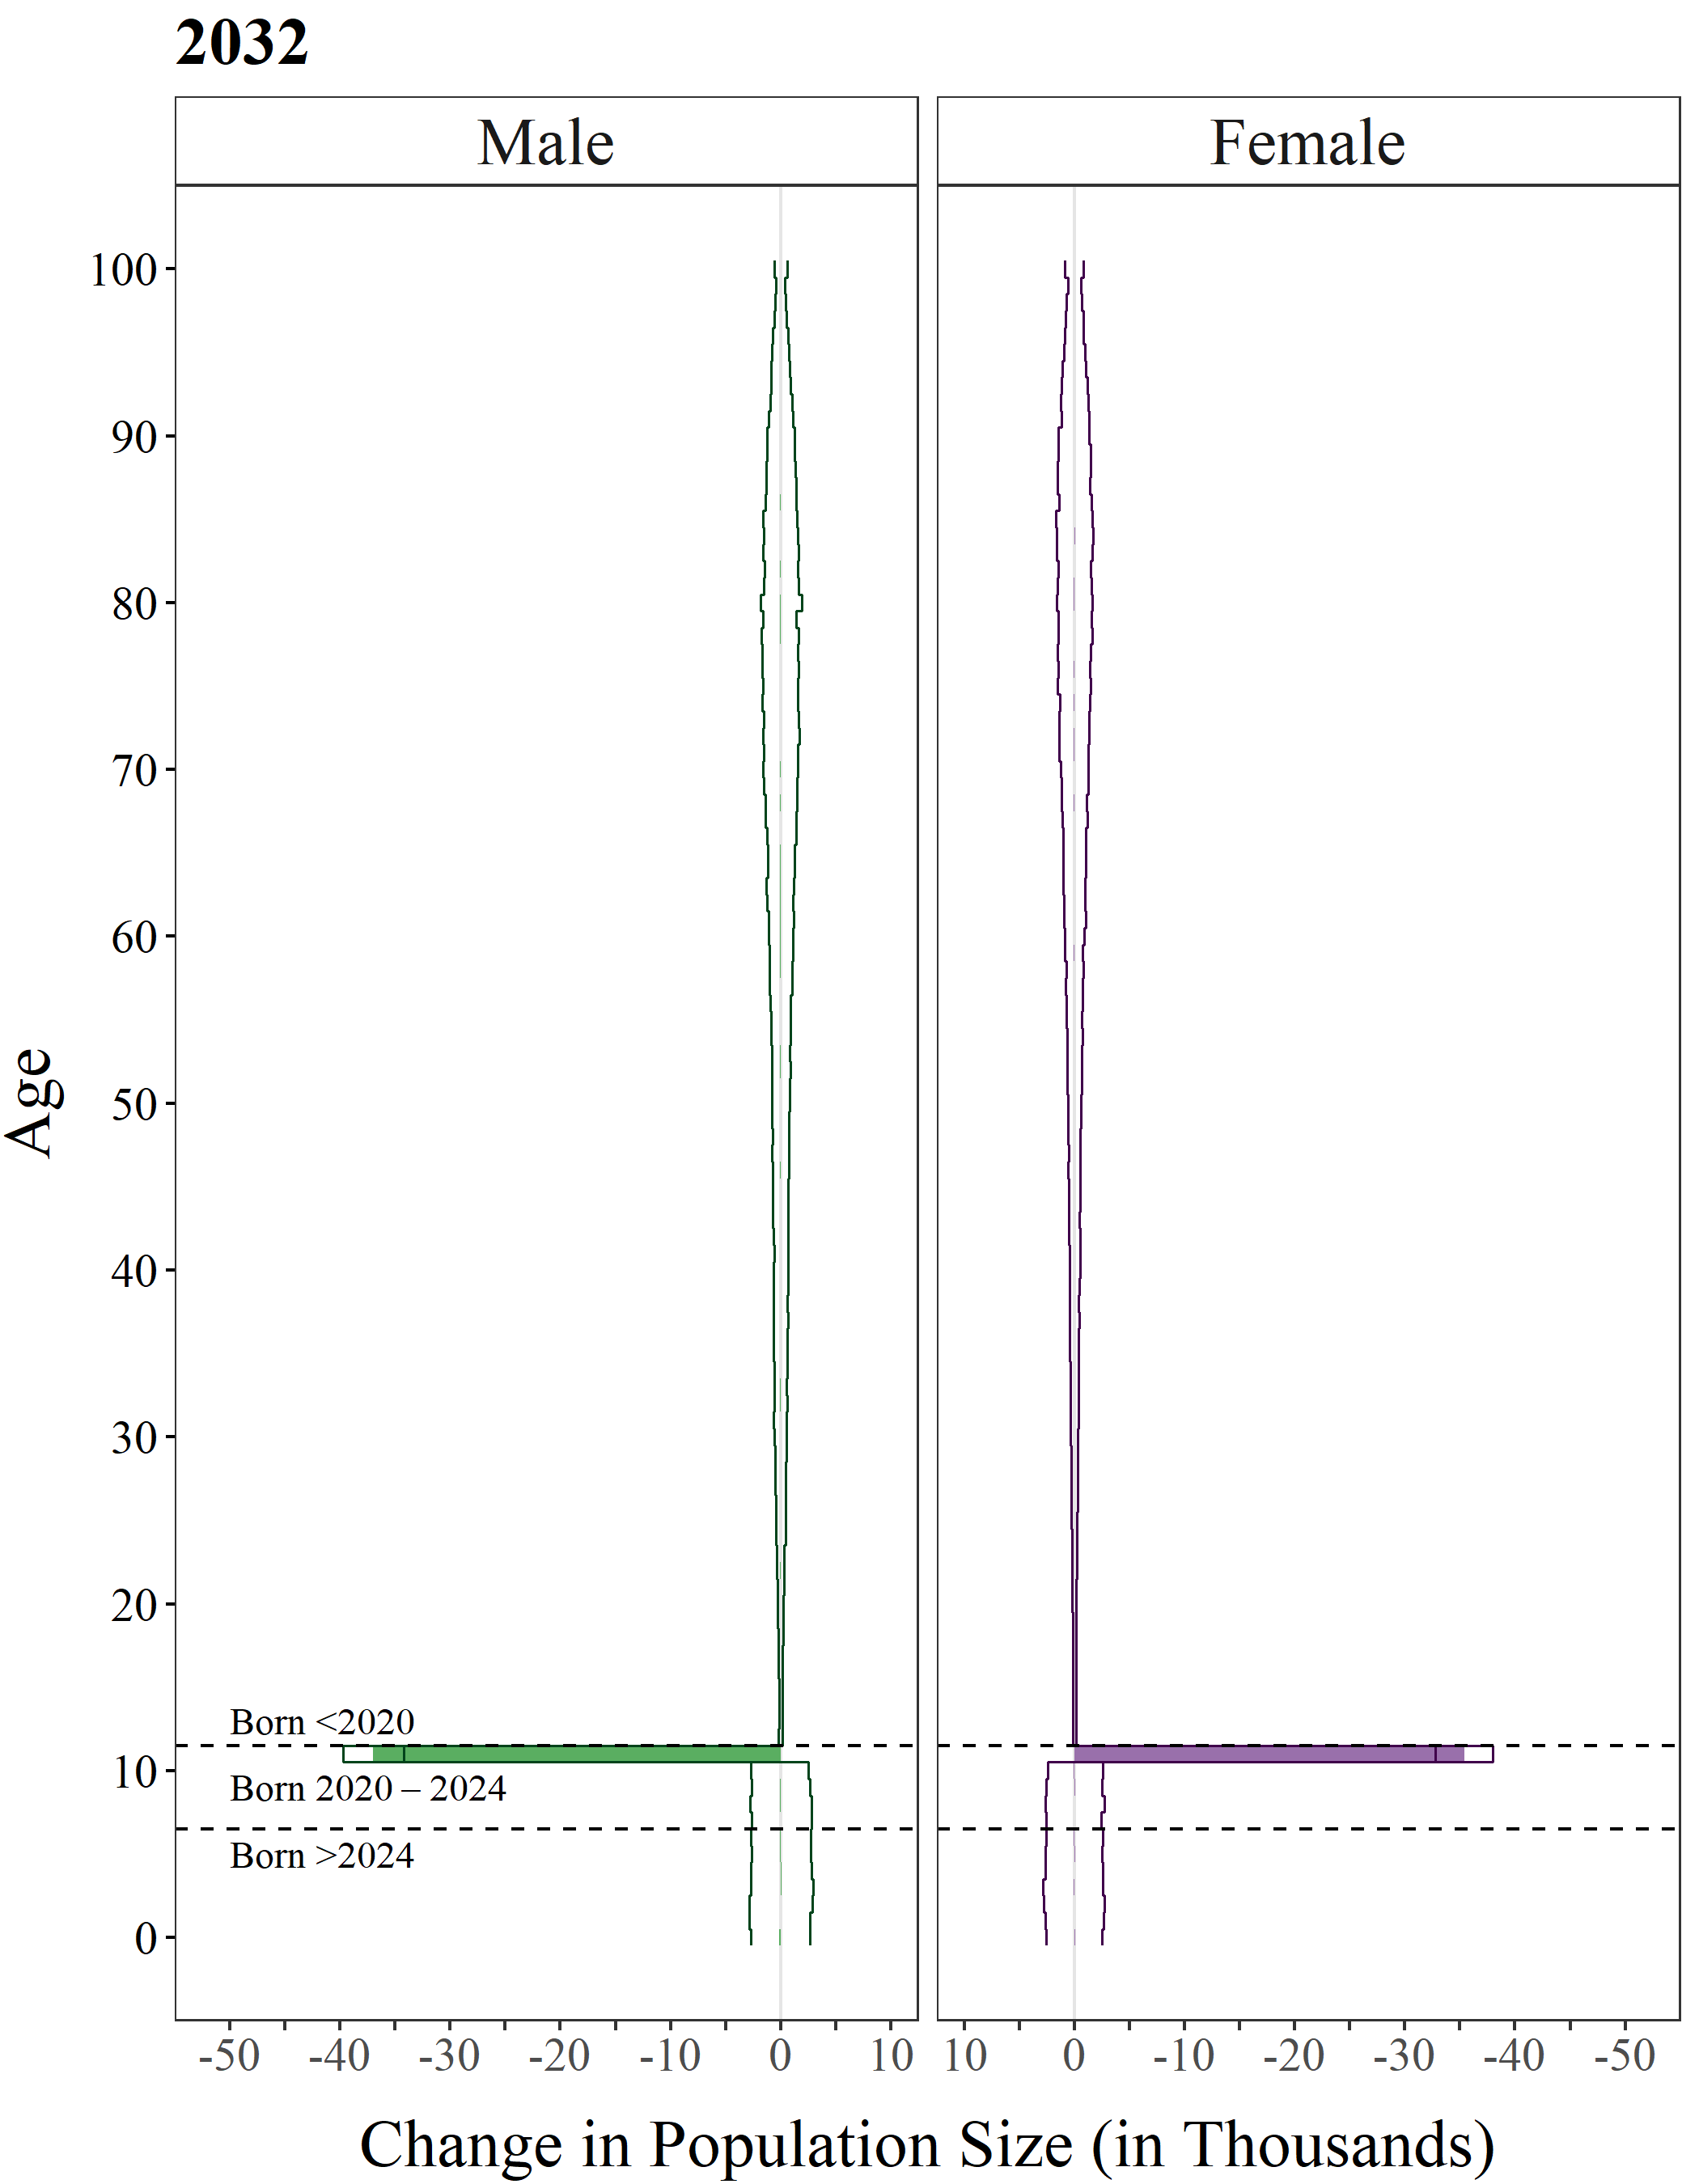 2032
Male
Female
100
90
80
70
60
50
40
30
20
Born <2020
10
Born 2020 – 2024
Born >2024
0
Age
-50 -40 -30 -20 -10 0 10
10 0 -10 -20 -30 -40 -50
Change in Population Size (in Thousands)